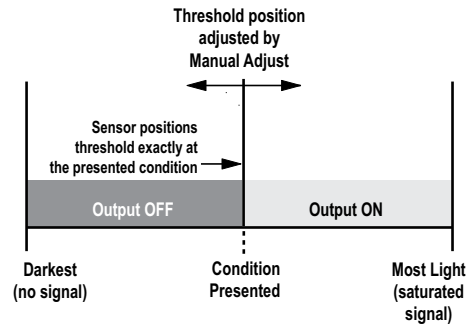 Threshold position
adjusted by
Manual Adjust
Sensor positions
threshold exactly at
the presented condition
Output OFF
Output ON
Darkest
(no signal)
Condition
Presented
Most Light
(saturated
signal)